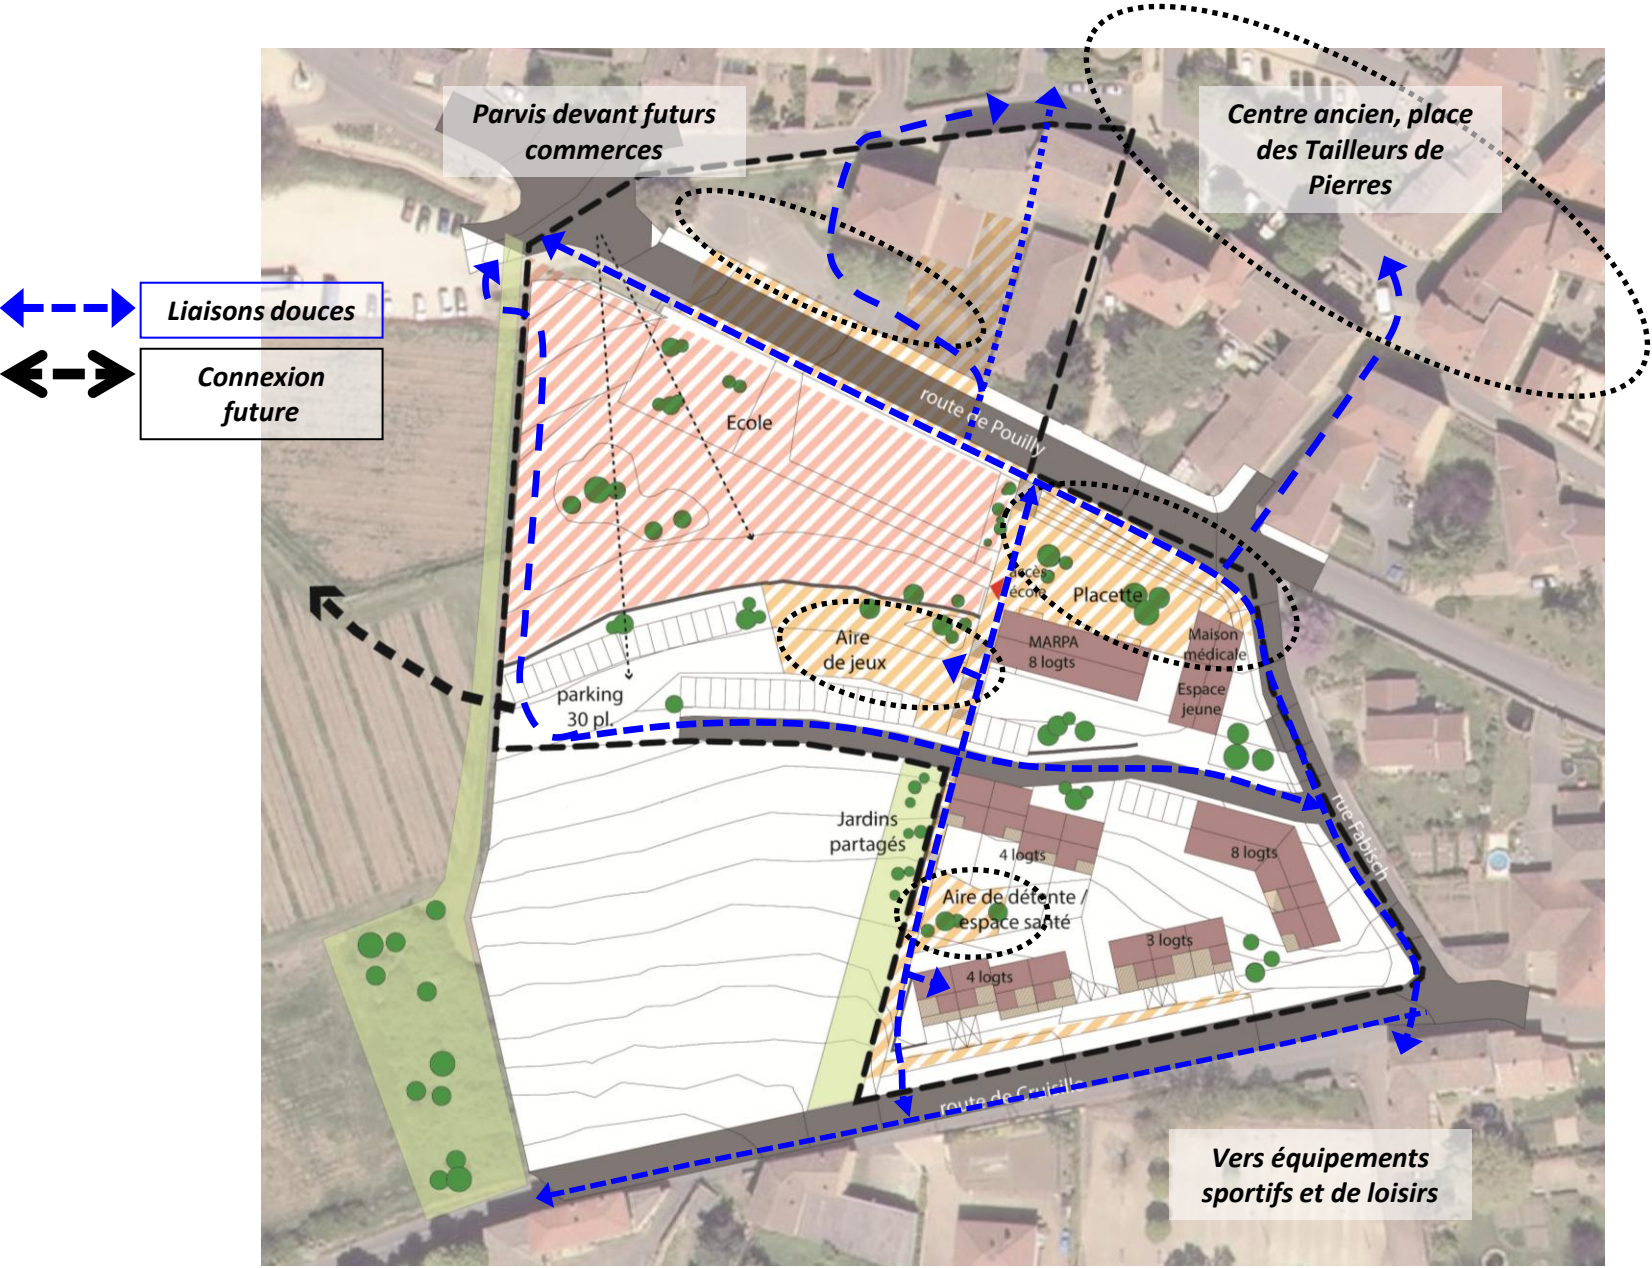 Parvis devant futurs
commerces
Centre ancien, place
des Tailleurs de
Pierres
Liaisons douces
Connexion
future
route de Pouilly
Ecole
accès
école
Placette
Aire
de jeux
MARPA
8 logts
Maison
médicale
Espace
jeune
parking
30 pl.
rue Fabisch
Jardins
partagés
4 logts
8 logts
Aire de détente /
espace santé
3 logts
4 logts
route de Cruisille
Vers équipements
sportifs et de loisirs